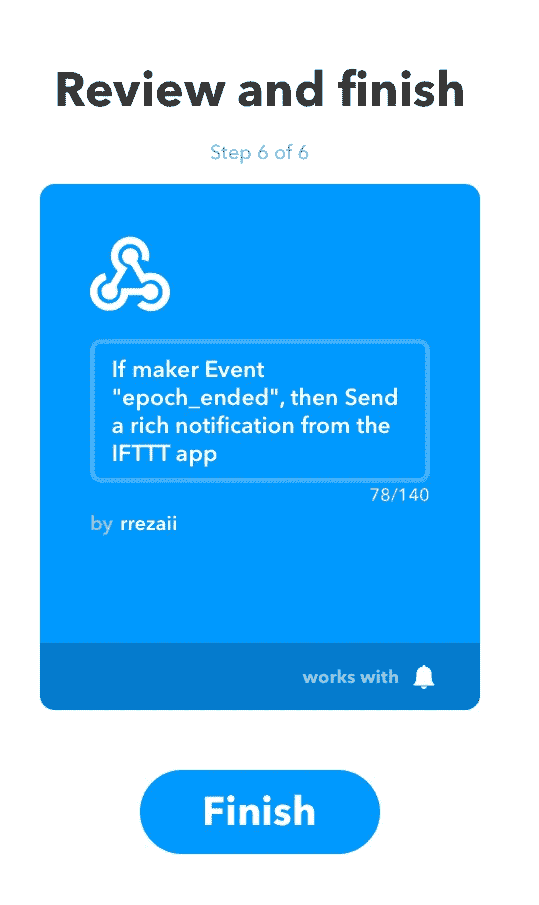 Review and finish
Step 6 of 6
If maker Event
"epoch_ended", then Send
a rich notification from the
IFTTT app
78/140
by rrezaii
works with
Finish